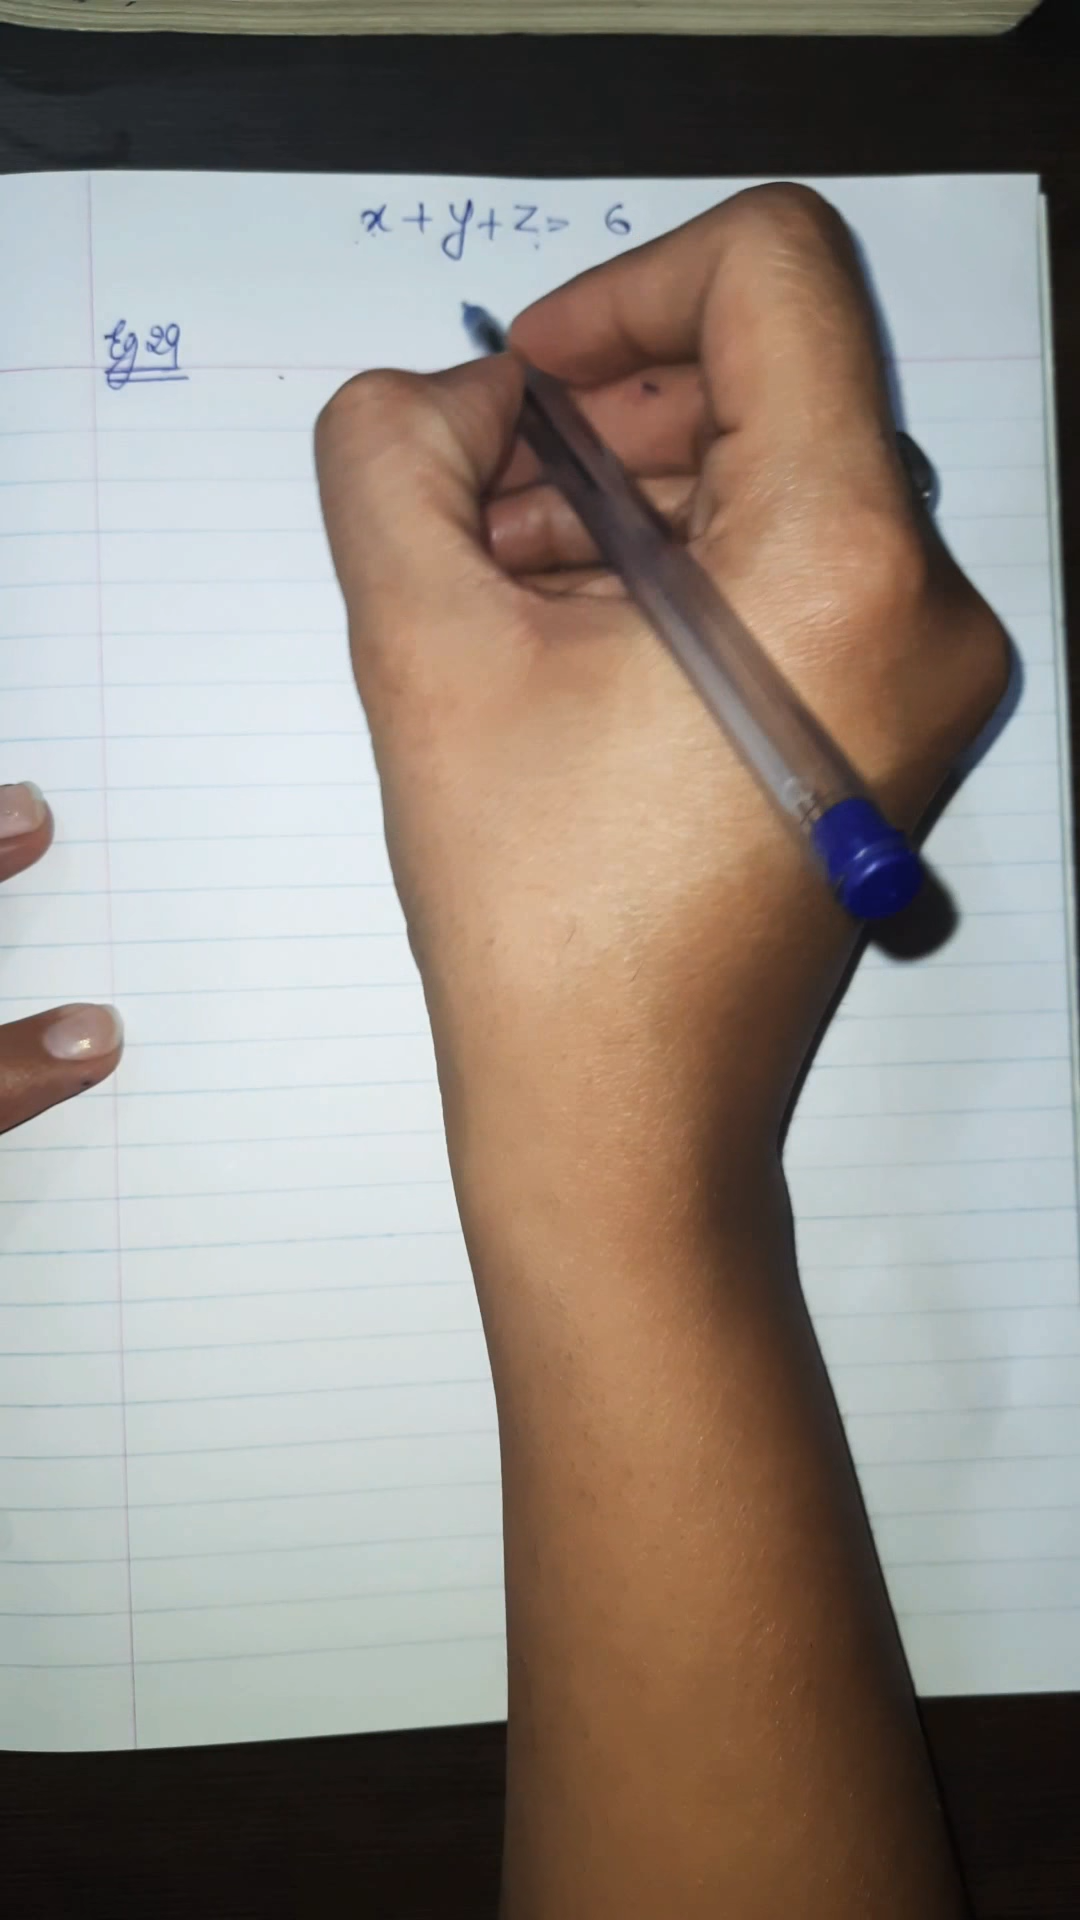 x + y + z = 6
Eg 29